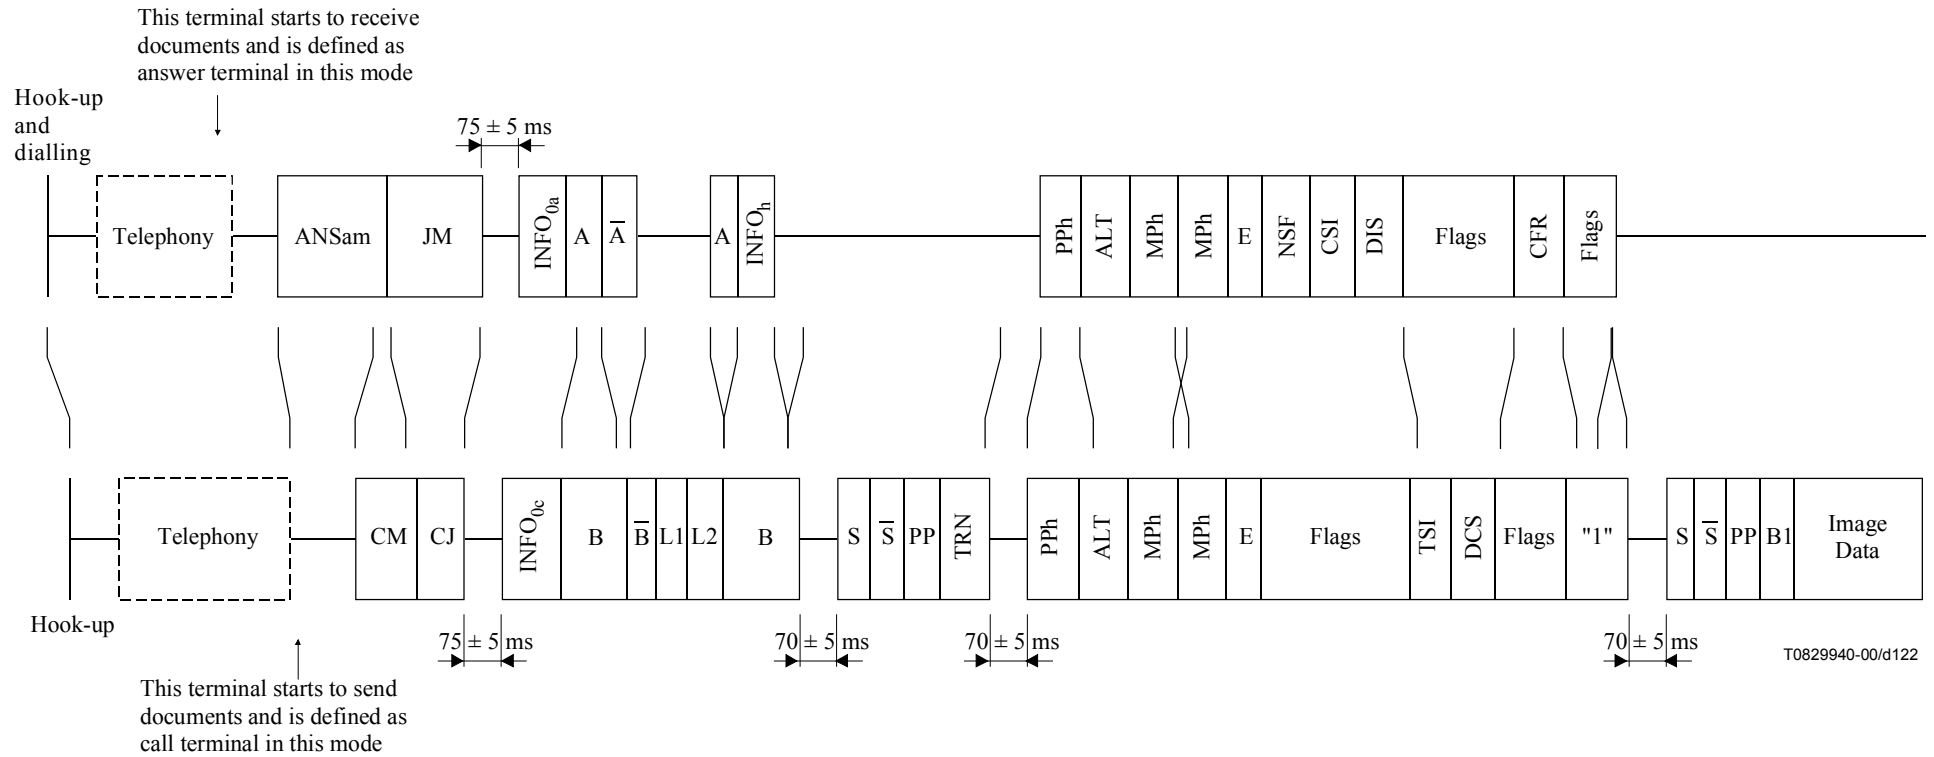 This terminal starts to receive
documents and is defined as
answer terminal in this mode
Hook-up
and
dialling
75 ± 5 ms
Telephony
ANSam
JM
INFO0a
A
A̅
A
INFOh
PPh
ALT
MPh
MPh
E
NSF
CSI
DIS
Flags
CFR
Flags
Telephony
CM
CJ
INFO0c
B
B̅
L1
L2
B
S
S̅
PP
TRN
PPh
ALT
MPh
MPh
E
Flags
TSI
DCS
Flags
"1"
S
S̅
PP
B1
Image
Data
Hook-up
75 ± 5 ms
70 ± 5 ms
70 ± 5 ms
70 ± 5 ms
T0829940-00/d122
This terminal starts to send
documents and is defined as
call terminal in this mode